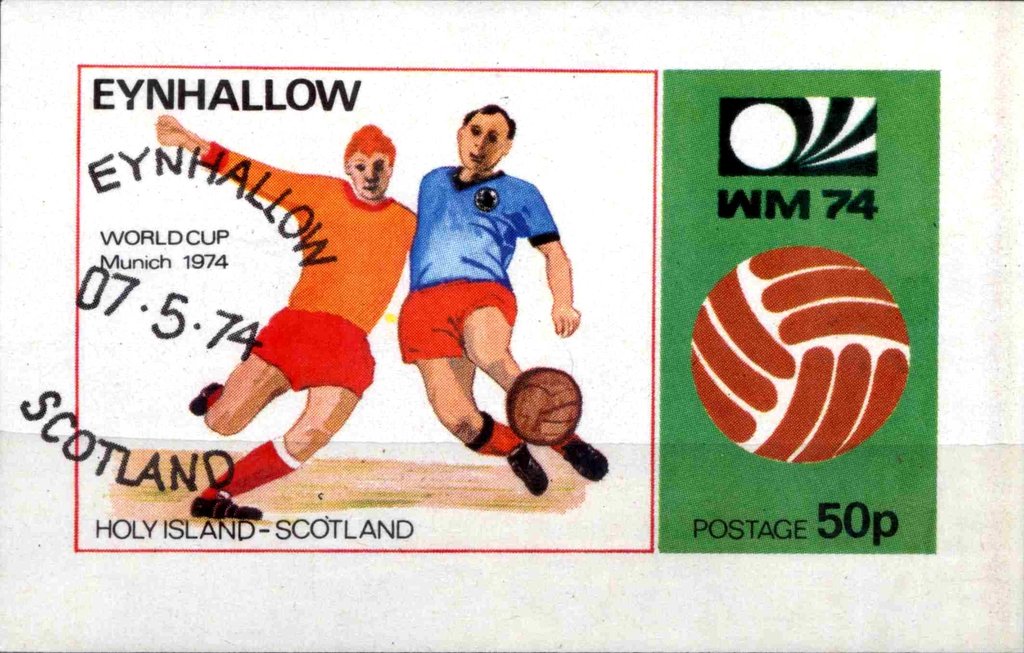 EYNHALLOW
EYNHALLOW
WORLD CUP
Munich 1974
07·5·74
SCOTLAND
HOLY ISLAND - SCOTLAND
WM 74
POSTAGE 50p